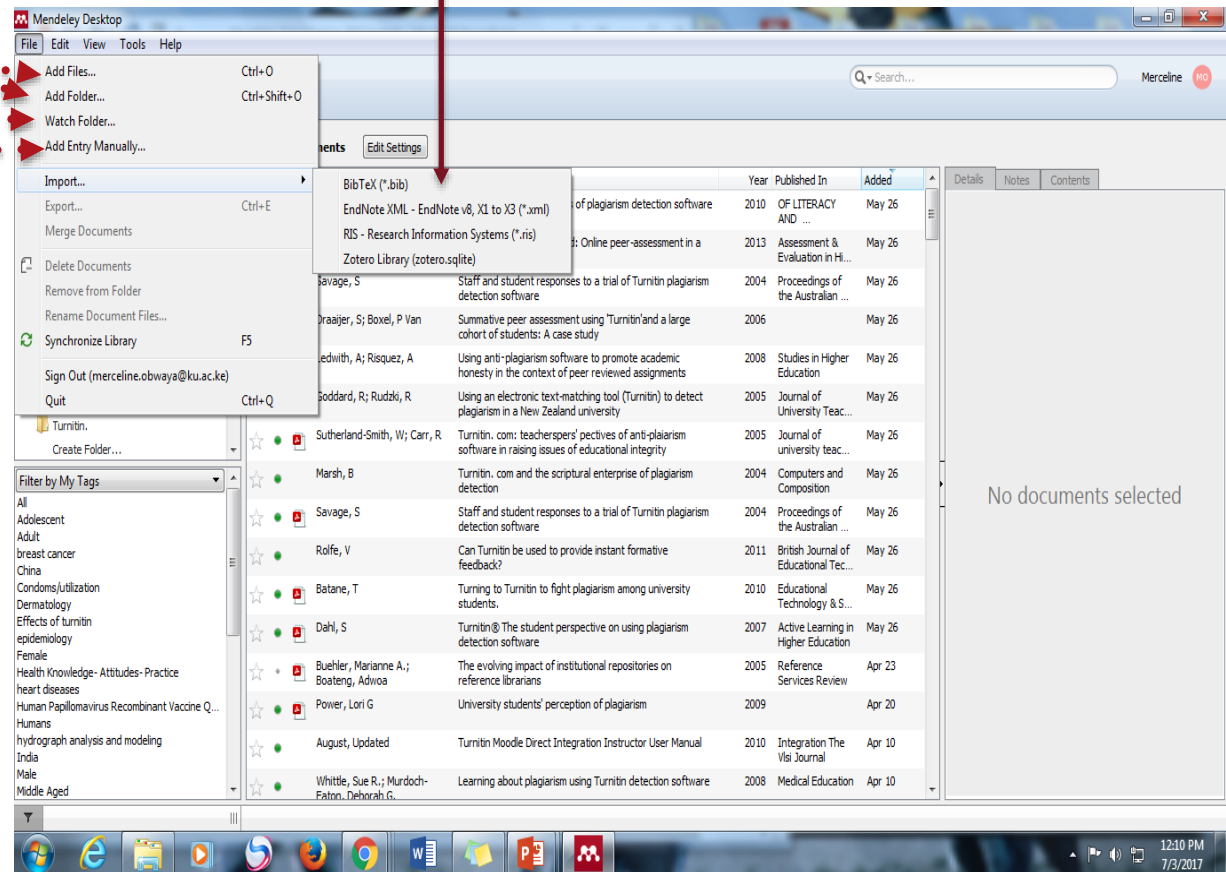 Mendeley Desktop
File Edit View Tools Help
Add Files... Ctrl+O
Add Folder... Ctrl+Shift+O
Watch Folder...
Add Entry Manually...
Import...
Export... Ctrl+E
Merge Documents
Delete Documents
Remove from Folder
Rename Document Files...
Synchronize Library F5
Sign Out (merceline.obwaya@ku.ac.ke)
Quit Ctrl+Q
BibTeX (*.bib)
EndNote XML - EndNote v8, X1 to X3 (*.xml)
RIS - Research Information Systems (*.ris)
Zotero Library (zotero.sqlite)
Search...
Merceline MO
Edit Settings
Year Published In Added
of plagiarism detection software 2010 OF LITERACY May 26
AND ...
: Online peer-assessment in a 2013 Assessment & May 26
Evaluation in Hi...
Savage, S Staff and student responses to a trial of Turnitin plagiarism 2004 Proceedings of May 26
detection software the Australian ...
Draaijer, S; Boxel, P Van Summative peer assessment using 'Turnitin'and a large 2006 May 26
cohort of students: A case study
Ledwith, A; Risquez, A Using anti-plagiarism software to promote academic 2008 Studies in Higher May 26
honesty in the context of peer reviewed assignments Education
Goddard, R; Rudzki, R Using an electronic text-matching tool (Turnitin) to detect 2005 Journal of May 26
plagiarism in a New Zealand university University Teac...
Sutherland-Smith, W; Carr, R Turnitin. com: teacherspers' pectives of anti-plaiarism 2005 Journal of May 26
software in raising issues of educational integrity university teac...
Marsh, B Turnitin. com and the scriptural enterprise of plagiarism 2004 Computers and May 26
detection Composition
Savage, S Staff and student responses to a trial of Turnitin plagiarism 2004 Proceedings of May 26
detection software the Australian ...
Rolfe, V Can Turnitin be used to provide instant formative 2011 British Journal of May 26
feedback? Educational Tec...
Batane, T Turning to Turnitin to fight plagiarism among university 2010 Educational May 26
students. Technology & S...
Dahl, S Turnitin® The student perspective on using plagiarism 2007 Active Learning in May 26
detection software Higher Education
Buehler, Marianne A.; The evolving impact of institutional repositories on 2005 Reference Apr 23
Boateng, Adwoa reference librarians Services Review
Power, Lori G University students' perception of plagiarism 2009 Apr 20
August, Updated Turnitin Moodle Direct Integration Instructor User Manual 2010 Integration The Apr 10
Vlsi Journal
Whittle, Sue R.; Murdoch- Learning about plagiarism using Turnitin detection software 2008 Medical Education Apr 10
Eaton, Deborah G.
Turnitin.
Create Folder...
Filter by My Tags
All
Adolescent
Adult
breast cancer
China
Condoms/utilization
Dermatology
Effects of turnitin
epidemiology
Female
Health Knowledge- Attitudes- Practice
heart diseases
Human Papillomavirus Recombinant Vaccine Q...
Humans
hydrograph analysis and modeling
India
Male
Middle Aged
Details Notes Contents
No documents selected
12:10 PM
7/3/2017